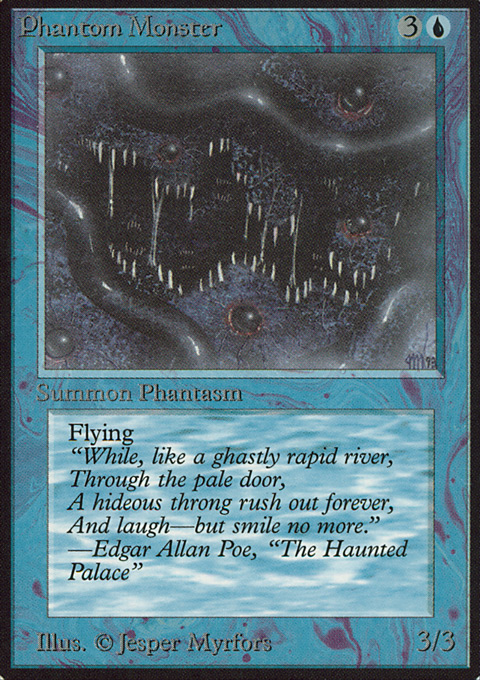 Phantom Monster 3
Summon Phantasm
Flying
“While, like a ghastly rapid river,
Through the pale door,
A hideous throng rush out forever,
And laugh—but smile no more.”
—Edgar Allan Poe, “The Haunted
Palace”
Illus. © Jesper Myrfors 3/3